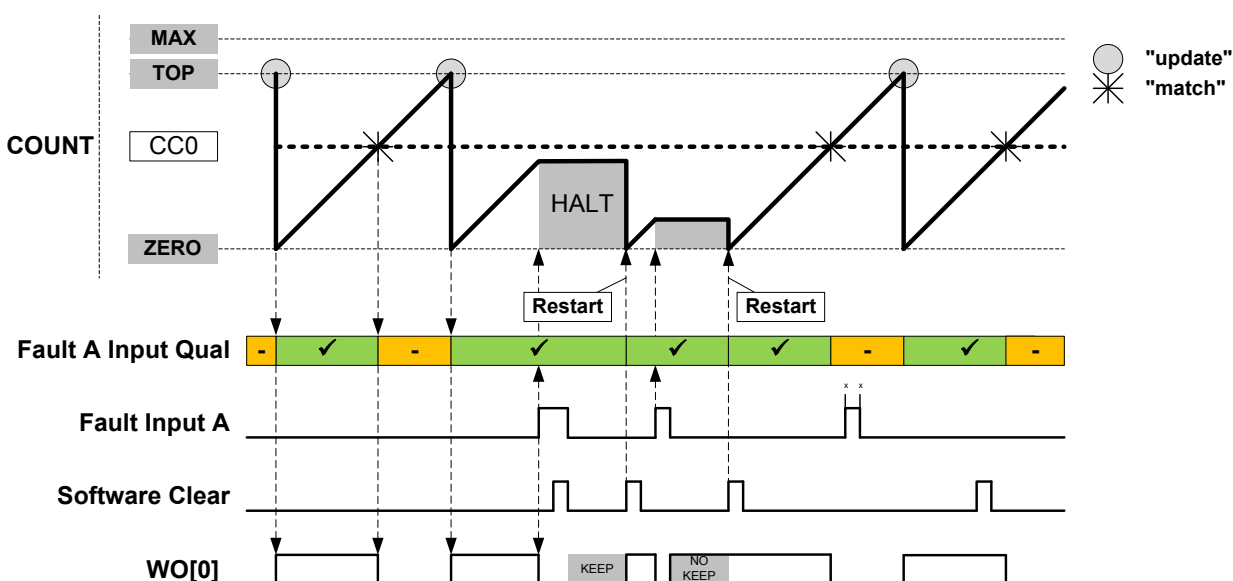 MAX
"update"
TOP
"match"
COUNT
CC0
HALT
ZERO
Restart
Restart
Fault A Input Qual
- ✓ - ✓ ✓ ✓ - ✓ -
x x
Fault Input A
Software Clear
WO[0]
KEEP
NO
KEEP